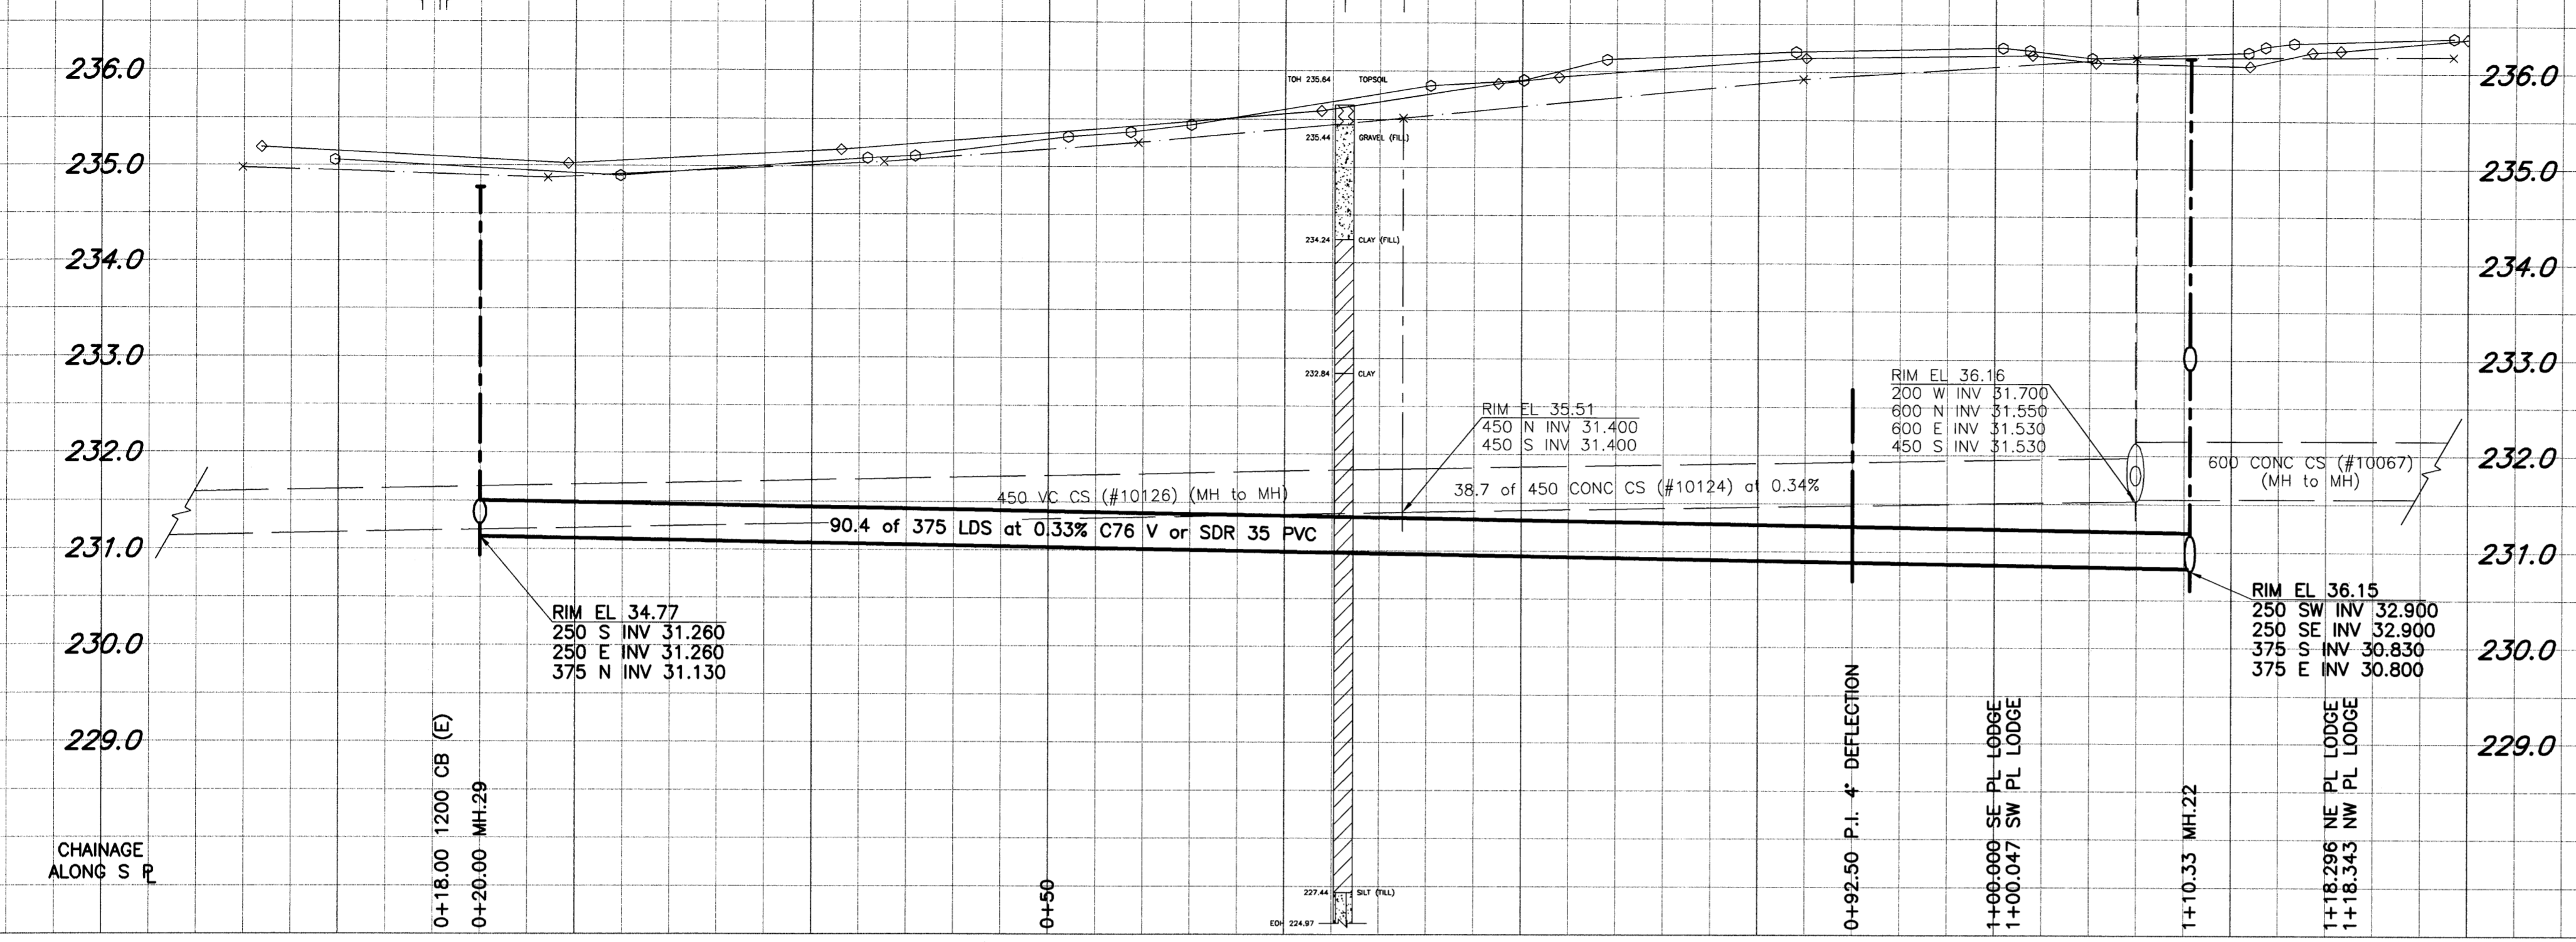 236.0
235.0
234.0
233.0
232.0
231.0
230.0
229.0
CHAINAGE
ALONG S PL
TOH 235.64 TOPSOIL
235.44 GRAVEL (FILL)
234.24 CLAY (FILL)
232.84 CLAY
227.44 SILT (TILL)
EOH 224.97
RIM EL 35.51
450 N INV 31.400
450 S INV 31.400
RIM EL 36.16
200 W INV 31.700
600 N INV 31.550
600 E INV 31.530
450 S INV 31.530
450 VC CS (#10126) (MH to MH)
38.7 of 450 CONC CS (#10124) at 0.34%
600 CONC CS (#10067)
(MH to MH)
90.4 of 375 LDS at 0.33% C76 V or SDR 35 PVC
RIM EL 34.77
250 S INV 31.260
250 E INV 31.260
375 N INV 31.130
RIM EL 36.15
250 SW INV 32.900
250 SE INV 32.900
375 S INV 30.830
375 E INV 30.800
0+18.00 1200 CB (E)
0+20.00 MH.29
0+50
0+92.50 P.I. 4° DEFLECTION
1+00.000 SE PL LODGE
1+00.047 SW PL LODGE
1+10.33 MH.22
1+18.296 NE PL LODGE
1+18.343 NW PL LODGE
236.0
235.0
234.0
233.0
232.0
231.0
230.0
229.0